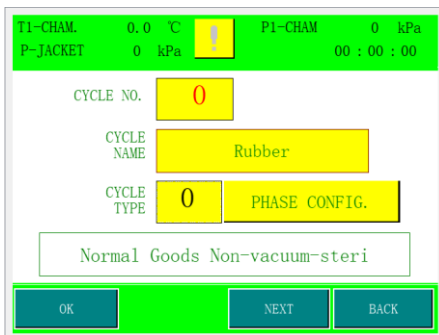 T1-CHAM. 0.0 ℃ ! P1-CHAM 0 kPa
P-JACKET 0 kPa 00 : 00 : 00
CYCLE NO. 0
CYCLE
NAME Rubber
CYCLE
TYPE 0 PHASE CONFIG.
Normal Goods Non-vacuum-steri
OK NEXT BACK